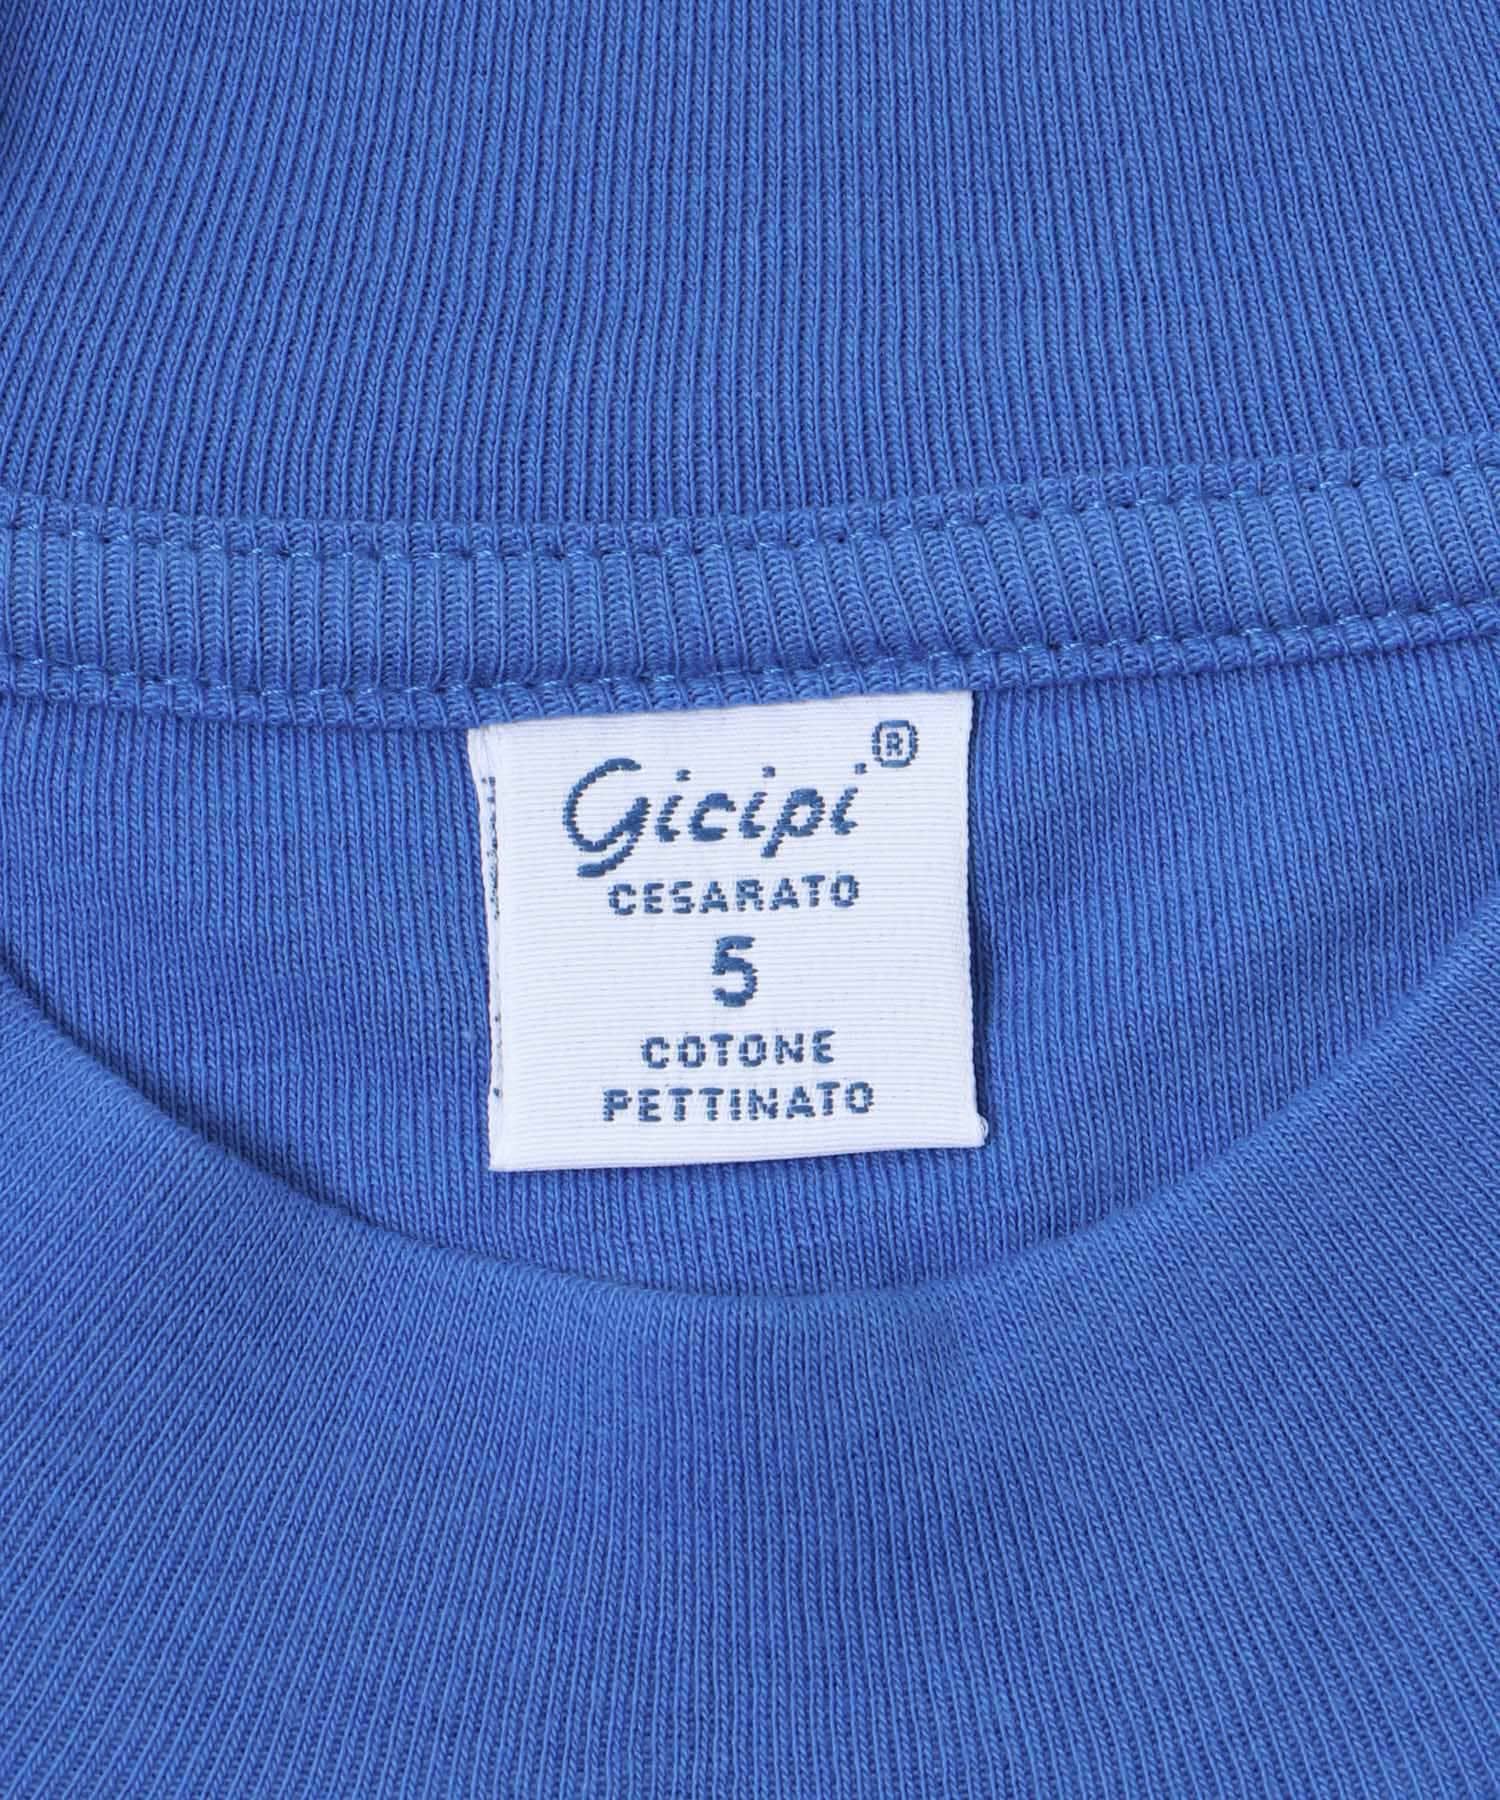 Gicipi®
CESARATO
5
COTONE
PETTINATO